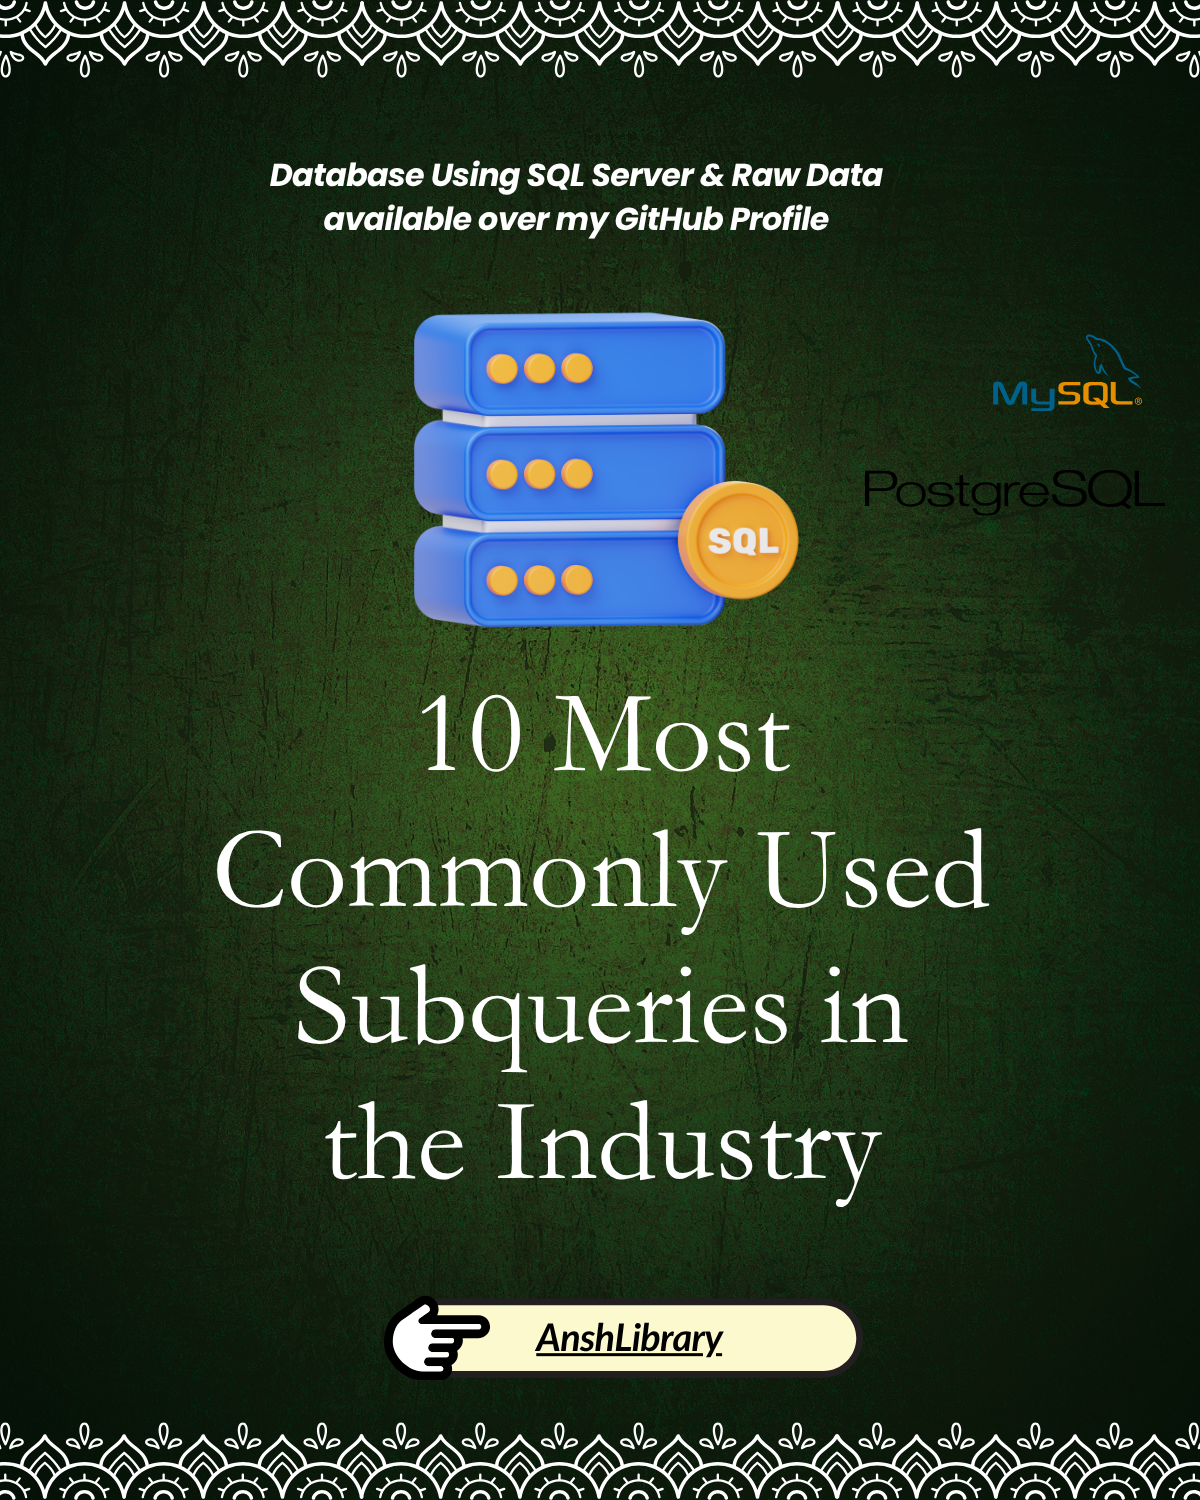 Database Using SQL Server & Raw Data
available over my GitHub Profile
MySQL®
PostgreSQL
SQL
10 Most
Commonly Used
Subqueries in
the Industry
AnshLibrary